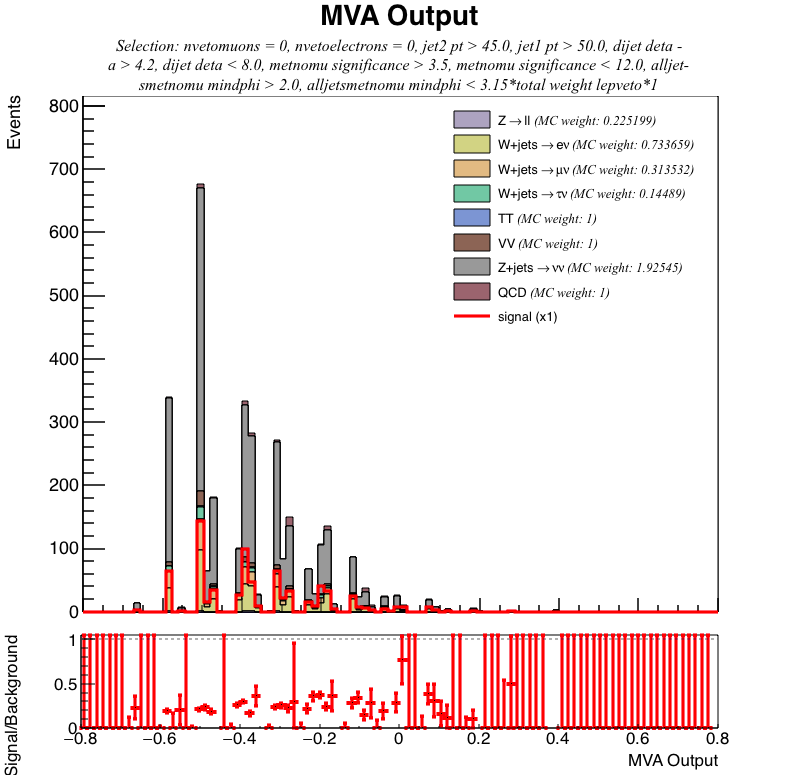 MVA Output
Selection: nvetomuons = 0, nvetoelectrons = 0, jet2 pt > 45.0, jet1 pt > 50.0, dijet deta -
a > 4.2, dijet deta < 8.0, metnomu significance > 3.5, metnomu significance < 12.0, alljet-
smetnomu mindphi > 2.0, alljetsmetnomu mindphi < 3.15*total weight lepveto*1
Events
800
700
600
500
400
300
200
100
0
Z→ll (MC weight: 0.225199)
W+jets→eν (MC weight: 0.733659)
W+jets→μν (MC weight: 0.313532)
W+jets→τν (MC weight: 0.14489)
TT (MC weight: 1)
VV (MC weight: 1)
Z+jets→νν (MC weight: 1.92545)
QCD (MC weight: 1)
signal (x1)
Signal/Background
1
0.5
0
−0.8 −0.6 −0.4 −0.2 0 0.2 0.4 0.6 0.8
MVA Output